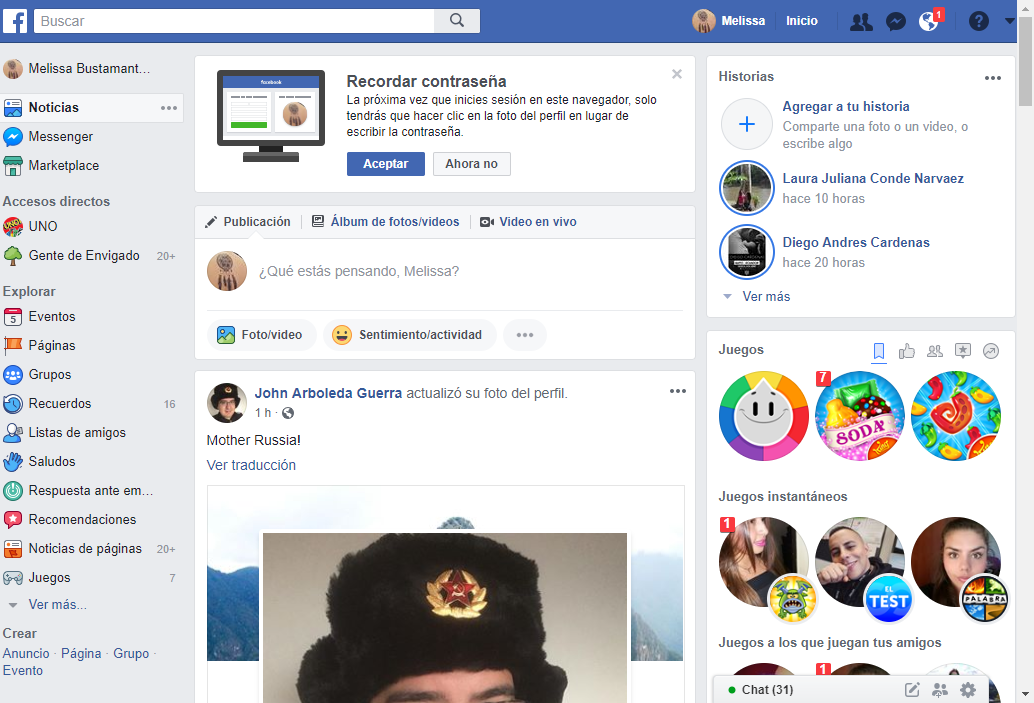 Buscar
Melissa
Inicio
1
Melissa Bustamant...
Noticias
Messenger
Marketplace
Accesos directos
UNO
Gente de Envigado 20+
Explorar
Eventos
Páginas
Grupos
Recuerdos 16
Listas de amigos
Saludos
Respuesta ante em...
Recomendaciones
Noticias de páginas 20+
Juegos 7
Ver más...
Crear
Anuncio · Página · Grupo ·
Evento
facebook
Recordar contraseña
La próxima vez que inicies sesión en este navegador, solo
tendrás que hacer clic en la foto del perfil en lugar de
escribir la contraseña.
Aceptar
Ahora no
Publicación
Álbum de fotos/videos
Video en vivo
¿Qué estás pensando, Melissa?
Foto/video
Sentimiento/actividad
John Arboleda Guerra actualizó su foto del perfil.
1 h ·
Mother Russia!
Ver traducción
Historias
Agregar a tu historia
Comparte una foto o un video, o
escribe algo
Laura Juliana Conde Narvaez
hace 10 horas
Diego Andres Cardenas
hace 20 horas
Ver más
Juegos
7
SODA
Juegos instantáneos
1
EL
TEST
PALABRA
Juegos a los que juegan tus amigos
1
Chat (31)